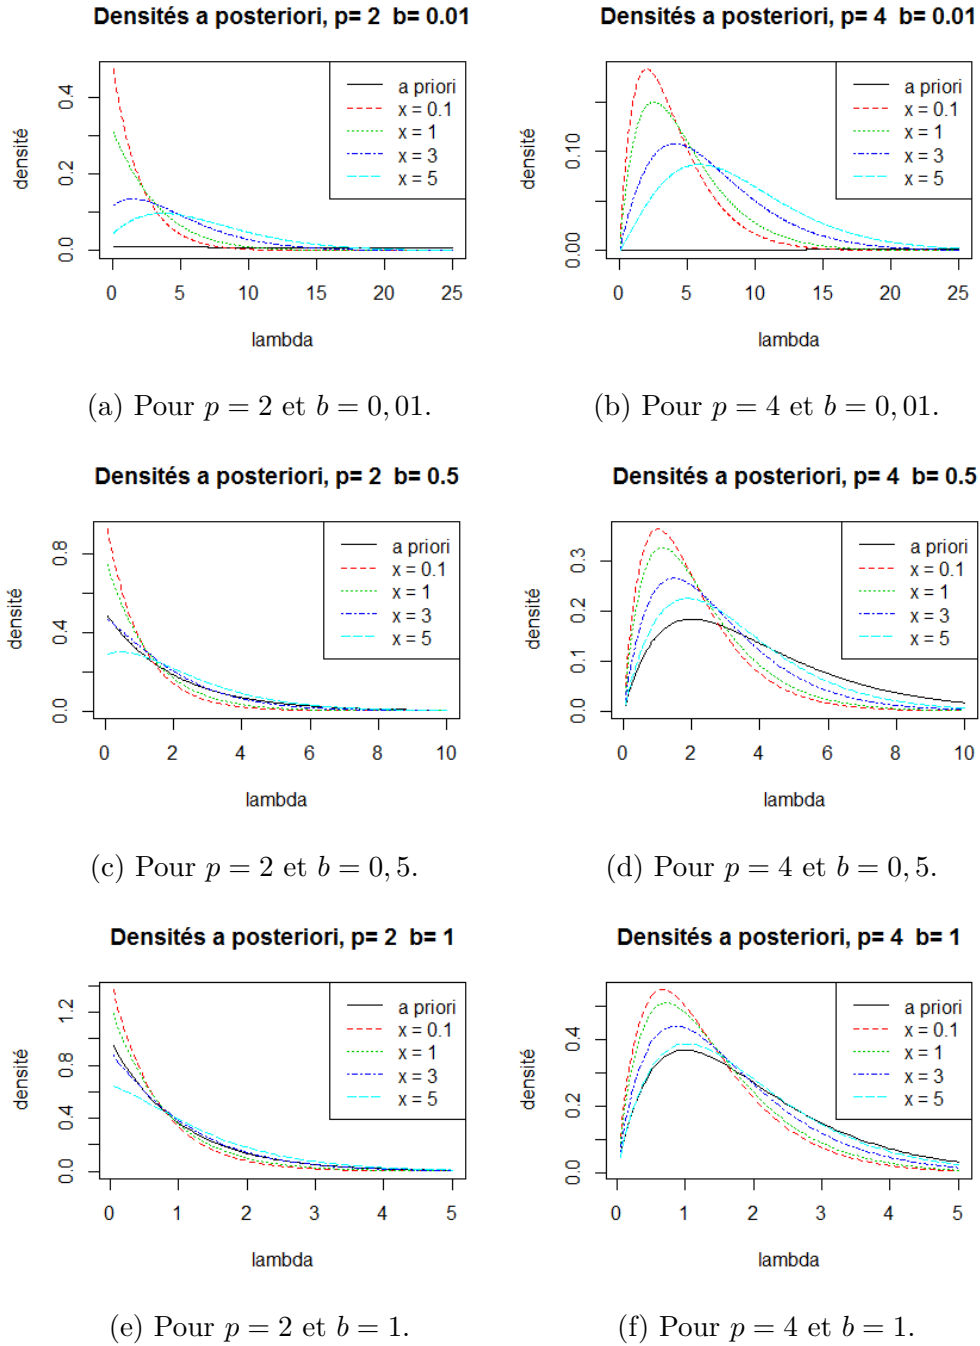 Densités a posteriori, p= 2 b= 0.01
densité
0.0 0.2 0.4
a priori
x = 0.1
x = 1
x = 3
x = 5
0 5 10 15 20 25
lambda
(a) Pour p = 2 et b = 0, 01.
Densités a posteriori, p= 4 b= 0.01
densité
0.00 0.10
a priori
x = 0.1
x = 1
x = 3
x = 5
0 5 10 15 20 25
lambda
(b) Pour p = 4 et b = 0, 01.
Densités a posteriori, p= 2 b= 0.5
densité
0.0 0.4 0.8
a priori
x = 0.1
x = 1
x = 3
x = 5
0 2 4 6 8 10
lambda
(c) Pour p = 2 et b = 0, 5.
Densités a posteriori, p= 4 b= 0.5
densité
0.0 0.1 0.2 0.3
a priori
x = 0.1
x = 1
x = 3
x = 5
0 2 4 6 8 10
lambda
(d) Pour p = 4 et b = 0, 5.
Densités a posteriori, p= 2 b= 1
densité
0.0 0.4 0.8 1.2
a priori
x = 0.1
x = 1
x = 3
x = 5
0 1 2 3 4 5
lambda
(e) Pour p = 2 et b = 1.
Densités a posteriori, p= 4 b= 1
densité
0.0 0.2 0.4
a priori
x = 0.1
x = 1
x = 3
x = 5
0 1 2 3 4 5
lambda
(f) Pour p = 4 et b = 1.